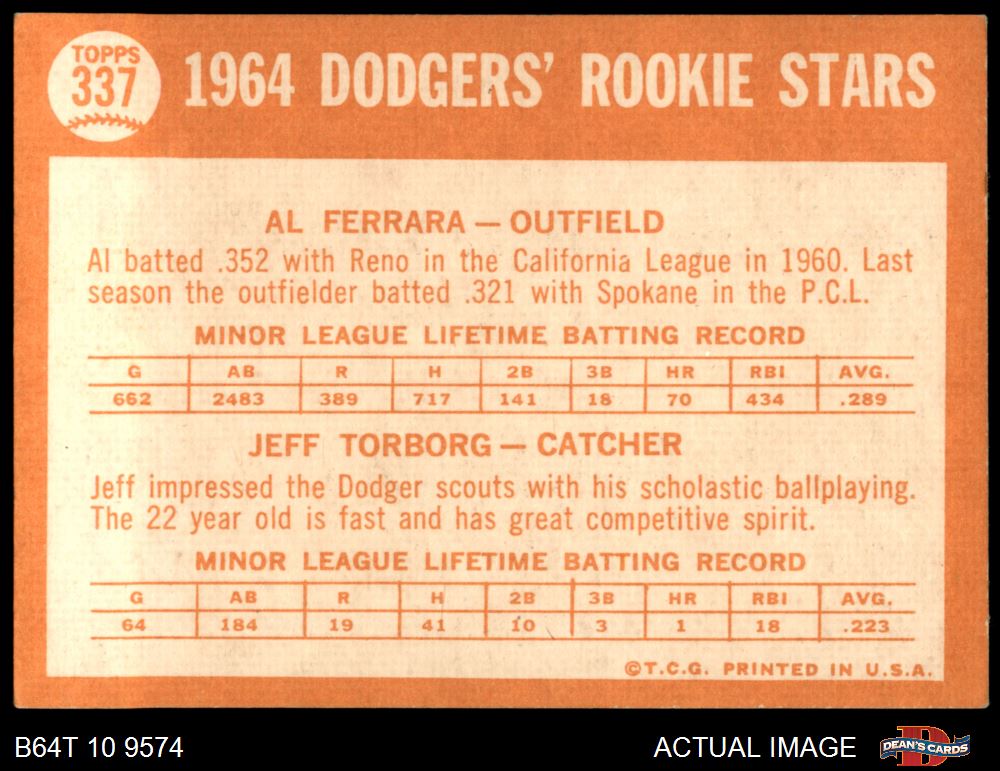 TOPPS
337
1964 DODGERS' ROOKIE STARS
AL FERRARA — OUTFIELD
Al batted .352 with Reno in the California League in 1960. Last
season the outfielder batted .321 with Spokane in the P.C.L.
MINOR LEAGUE LIFETIME BATTING RECORD
G AB R H 2B 3B HR RBI AVG.
662 2483 389 717 141 18 70 434 .289
JEFF TORBORG — CATCHER
Jeff impressed the Dodger scouts with his scholastic ballplaying.
The 22 year old is fast and has great competitive spirit.
MINOR LEAGUE LIFETIME BATTING RECORD
G AB R H 2B 3B HR RBI AVG.
64 184 19 41 10 3 1 18 .223
©T.C.G. PRINTED IN U.S.A.
B64T 10 9574
ACTUAL IMAGE
D
DEAN'S CARDS